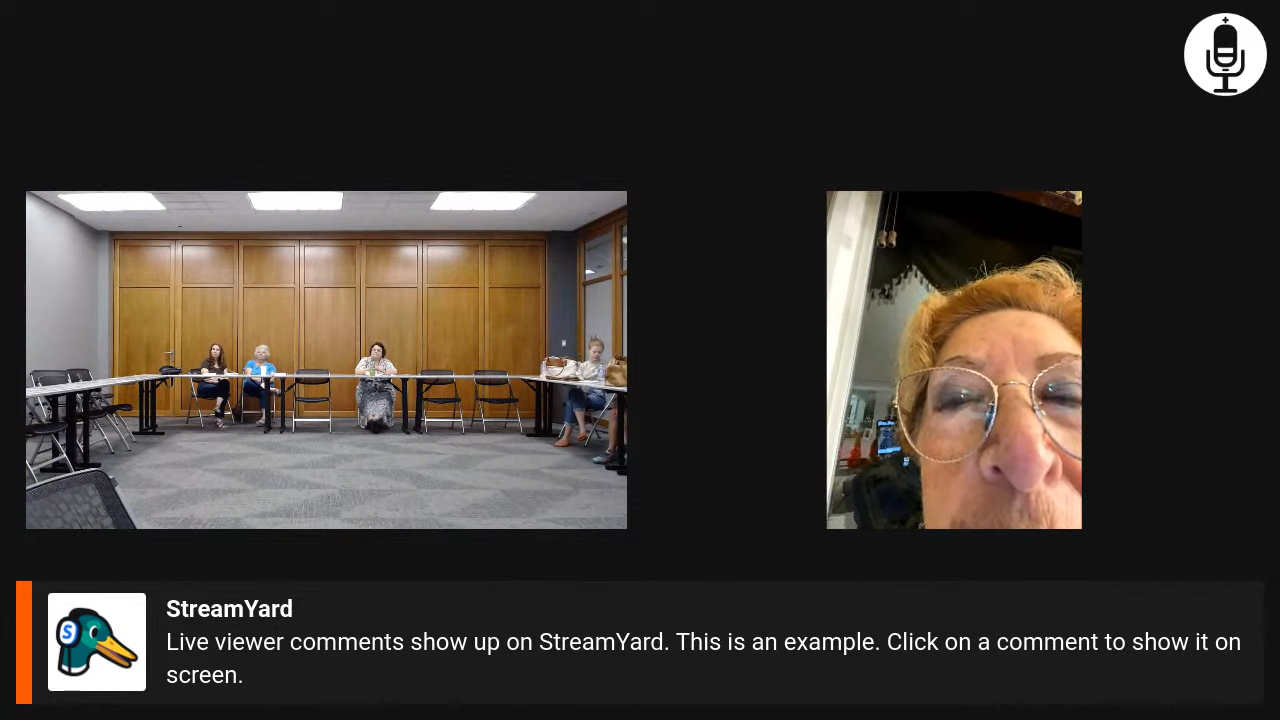 StreamYard
Live viewer comments show up on StreamYard. This is an example. Click on a comment to show it on
screen.
S